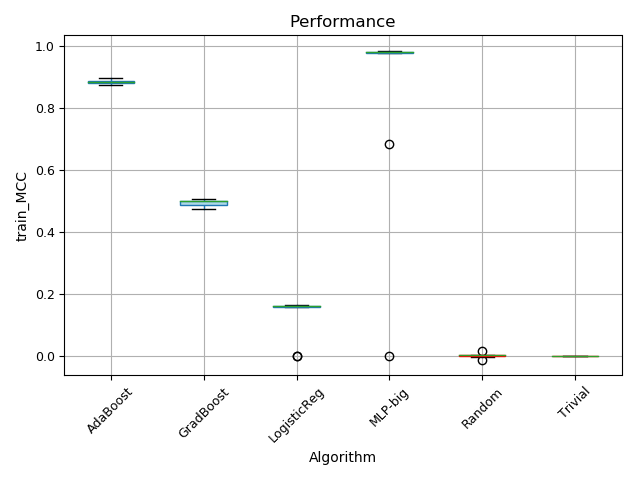 Performance
1.0
0.8
0.6
0.4
0.2
0.0
train_MCC
AdaBoost
GradBoost
LogisticReg
MLP-big
Random
Trivial
Algorithm